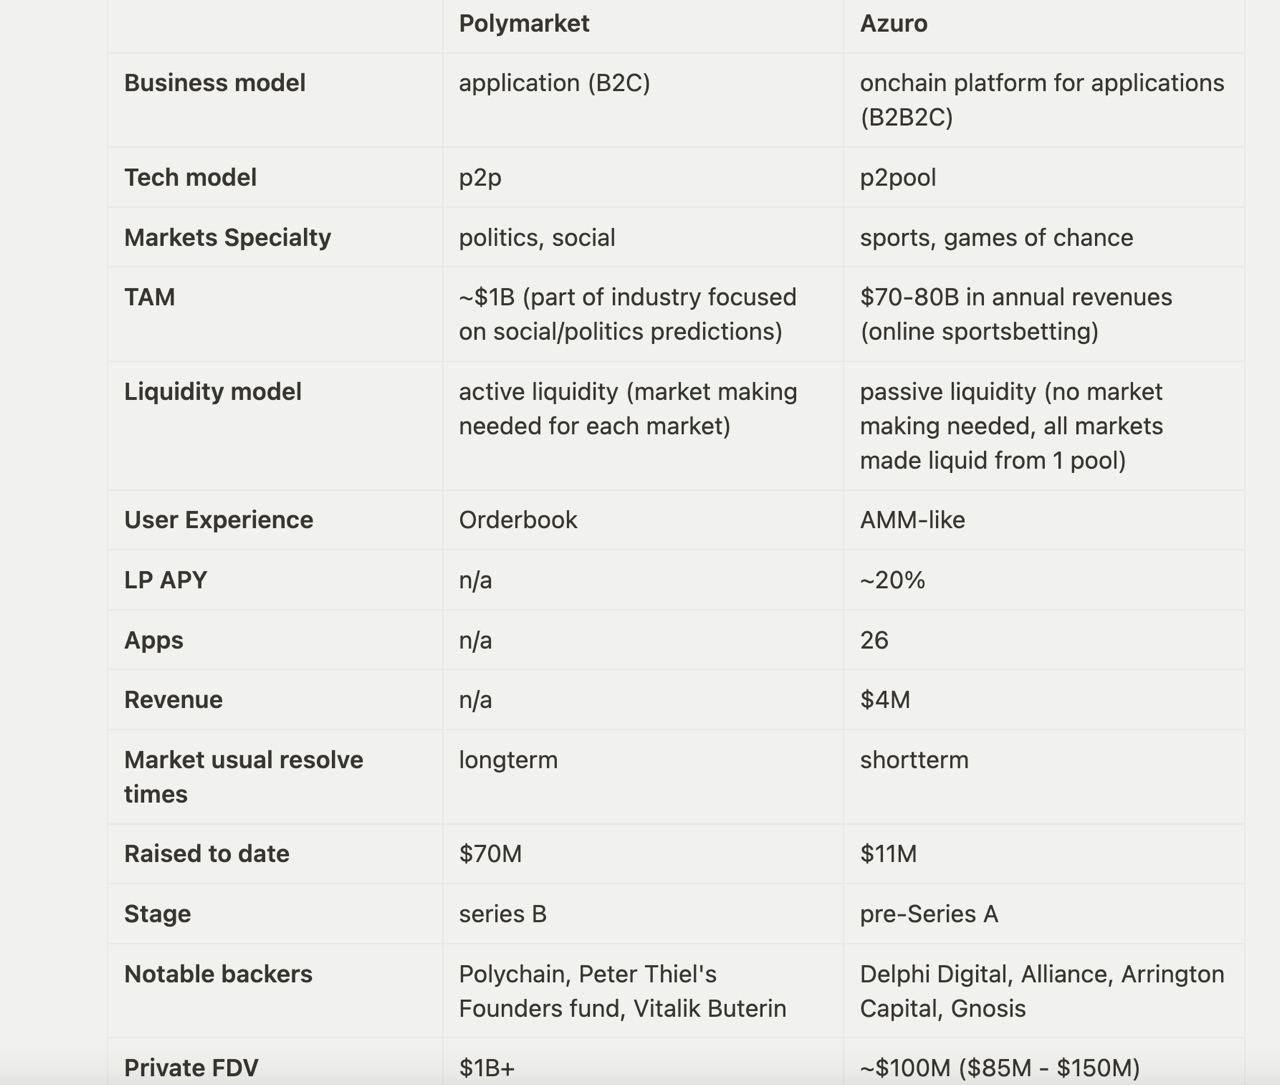 Polymarket Azuro
Business model application (B2C) onchain platform for applications
(B2B2C)
Tech model p2p p2pool
Markets Specialty politics, social sports, games of chance
TAM ~$1B (part of industry focused $70-80B in annual revenues
on social/politics predictions) (online sportsbetting)
Liquidity model active liquidity (market making passive liquidity (no market
needed for each market) making needed, all markets
made liquid from 1 pool)
User Experience Orderbook AMM-like
LP APY n/a ~20%
Apps n/a 26
Revenue n/a $4M
Market usual resolve longterm shortterm
times
Raised to date $70M $11M
Stage series B pre-Series A
Notable backers Polychain, Peter Thiel's Delphi Digital, Alliance, Arrington
Founders fund, Vitalik Buterin Capital, Gnosis
Private FDV $1B+ ~$100M ($85M - $150M)